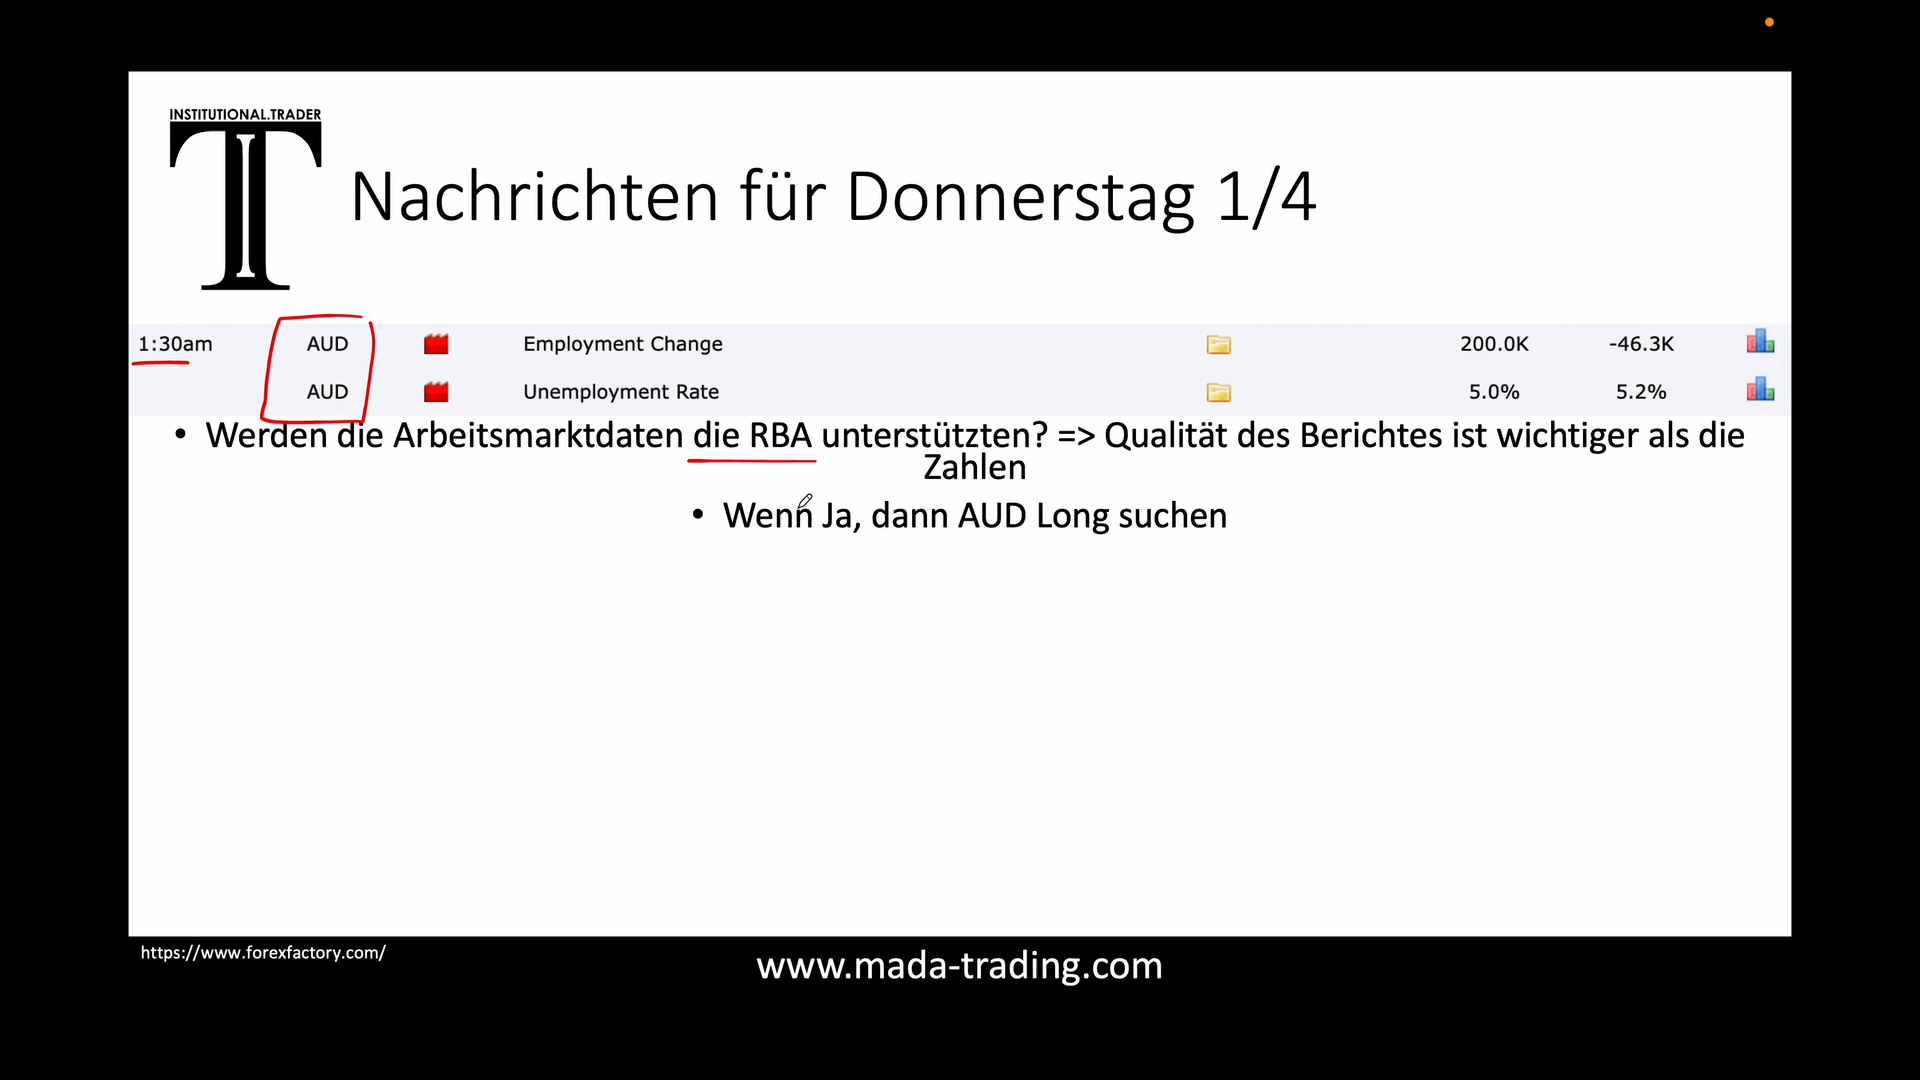 INSTITUTIONAL.TRADER
Nachrichten für Donnerstag 1/4
1:30am AUD Employment Change 200.0K -46.3K
AUD Unemployment Rate 5.0% 5.2%
• Werden die Arbeitsmarktdaten die RBA unterstützten? => Qualität des Berichtes ist wichtiger als die
Zahlen
• Wenn Ja, dann AUD Long suchen
https://www.forexfactory.com/
www.mada-trading.com